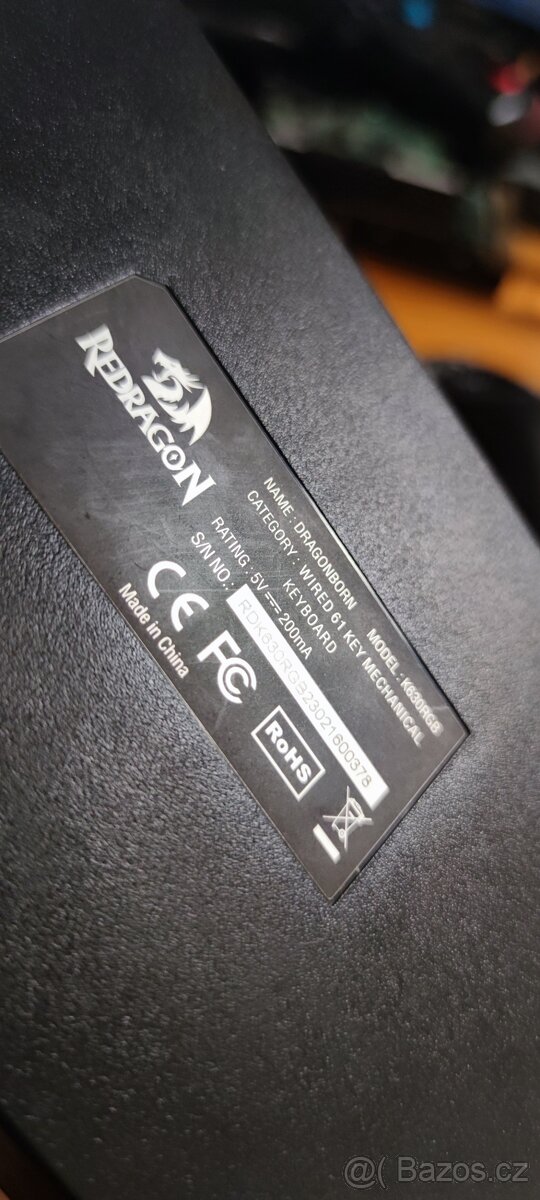 REDRAGON
NAME : DRAGONBORN MODEL : K630RGB
CATEGORY : WIRED 61 KEY MECHANICAL
KEYBOARD
RATING : 5V ⎓ 200mA
S/N NO. : RDK630RGB23021600378
CE FC RoHS
Made in China
@( Bazos.cz